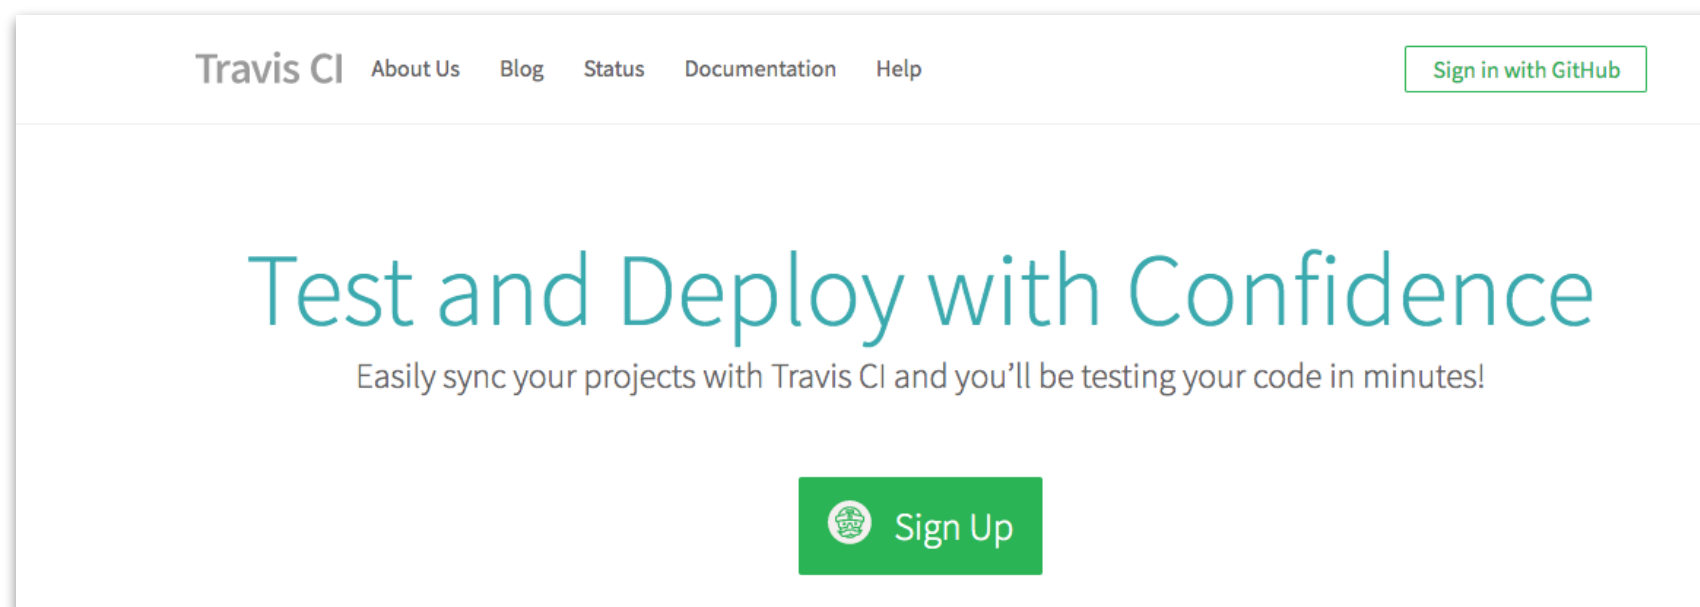 Travis CI About Us Blog Status Documentation Help Sign in with GitHub
Test and Deploy with Confidence
Easily sync your projects with Travis CI and you’ll be testing your code in minutes!
Sign Up